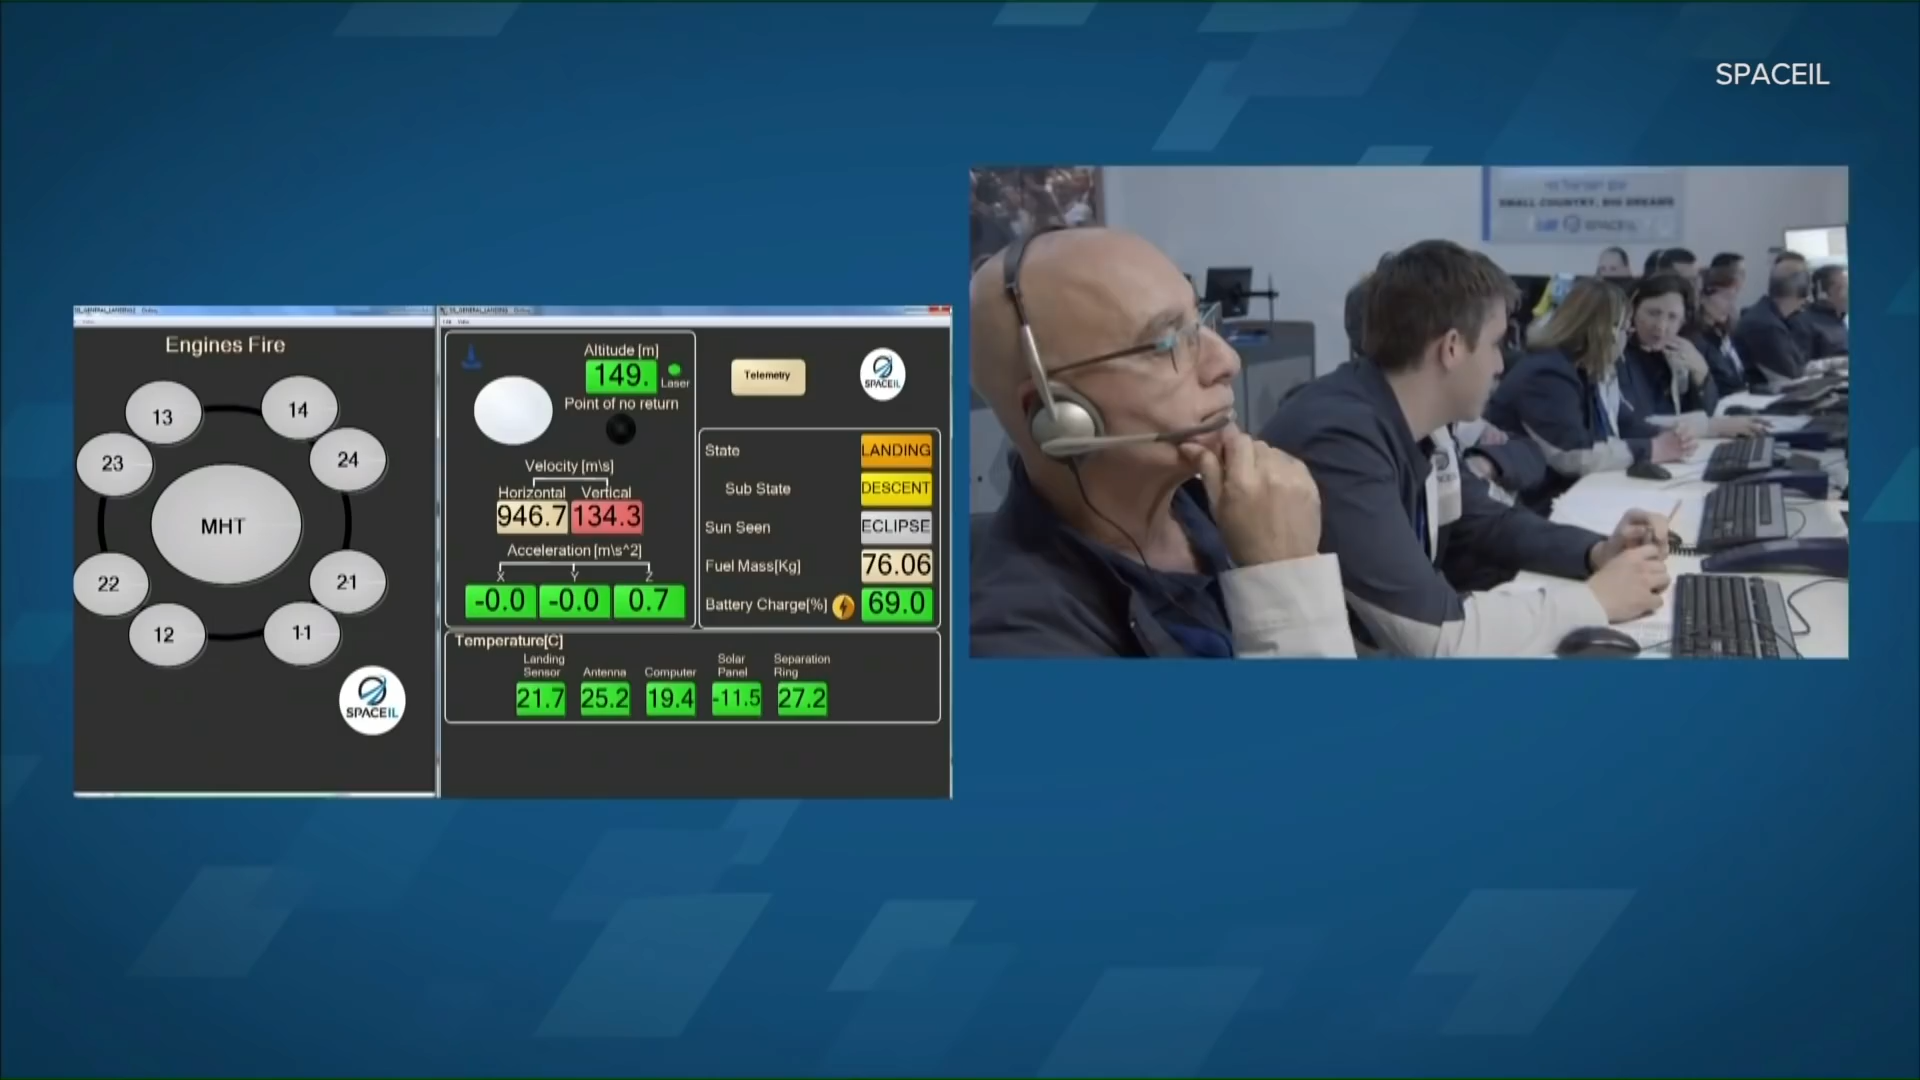 SPACEIL
Engines Fire
13
14
23
24
MHT
22
21
12
11
SPACEIL
Altitude [m]
149.
Laser
Point of no return
Velocity [m\s]
Horizontal Vertical
946.7 134.3
Acceleration [m\s^2]
X Y Z
-0.0 -0.0 0.7
Telemetry
SPACEIL
State LANDING
Sub State DESCENT
Sun Seen ECLIPSE
Fuel Mass[Kg] 76.06
Battery Charge[%] 69.0
Temperature[C]
Landing Sensor Antenna Computer Solar Panel Separation Ring
21.7 25.2 19.4 -11.5 27.2
SMALL COUNTRY, BIG DREAMS
SPACEIL